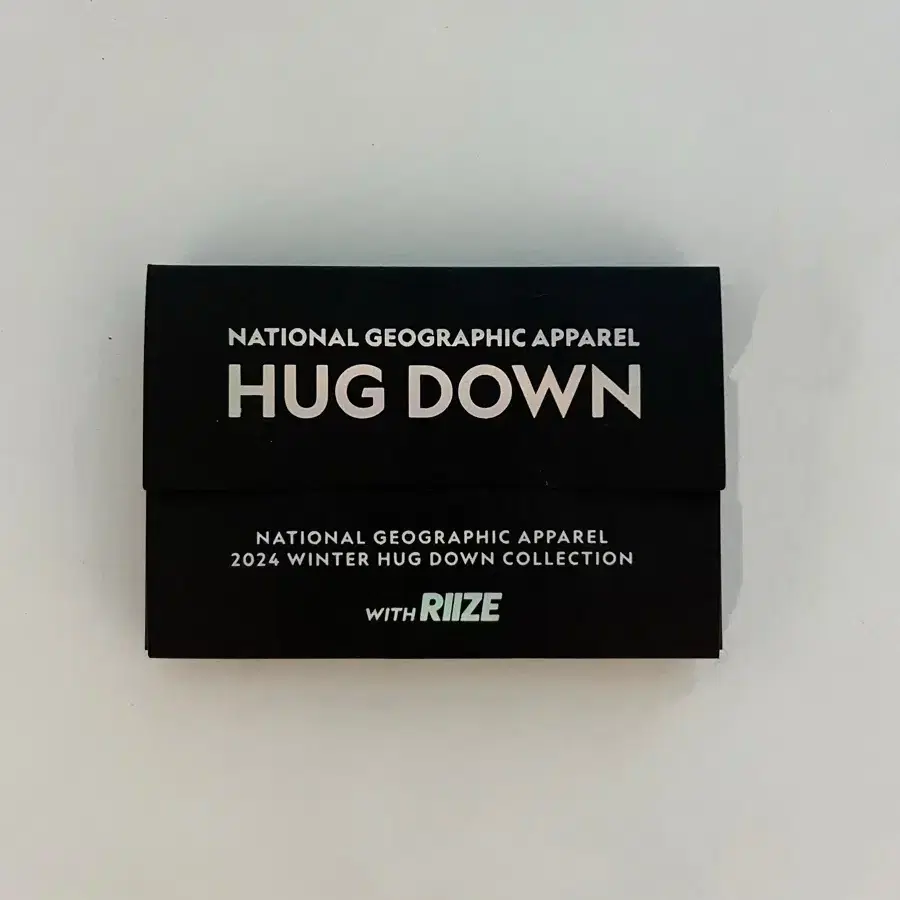 NATIONAL GEOGRAPHIC APPAREL
HUG DOWN
NATIONAL GEOGRAPHIC APPAREL
2024 WINTER HUG DOWN COLLECTION
WITH RIIZE